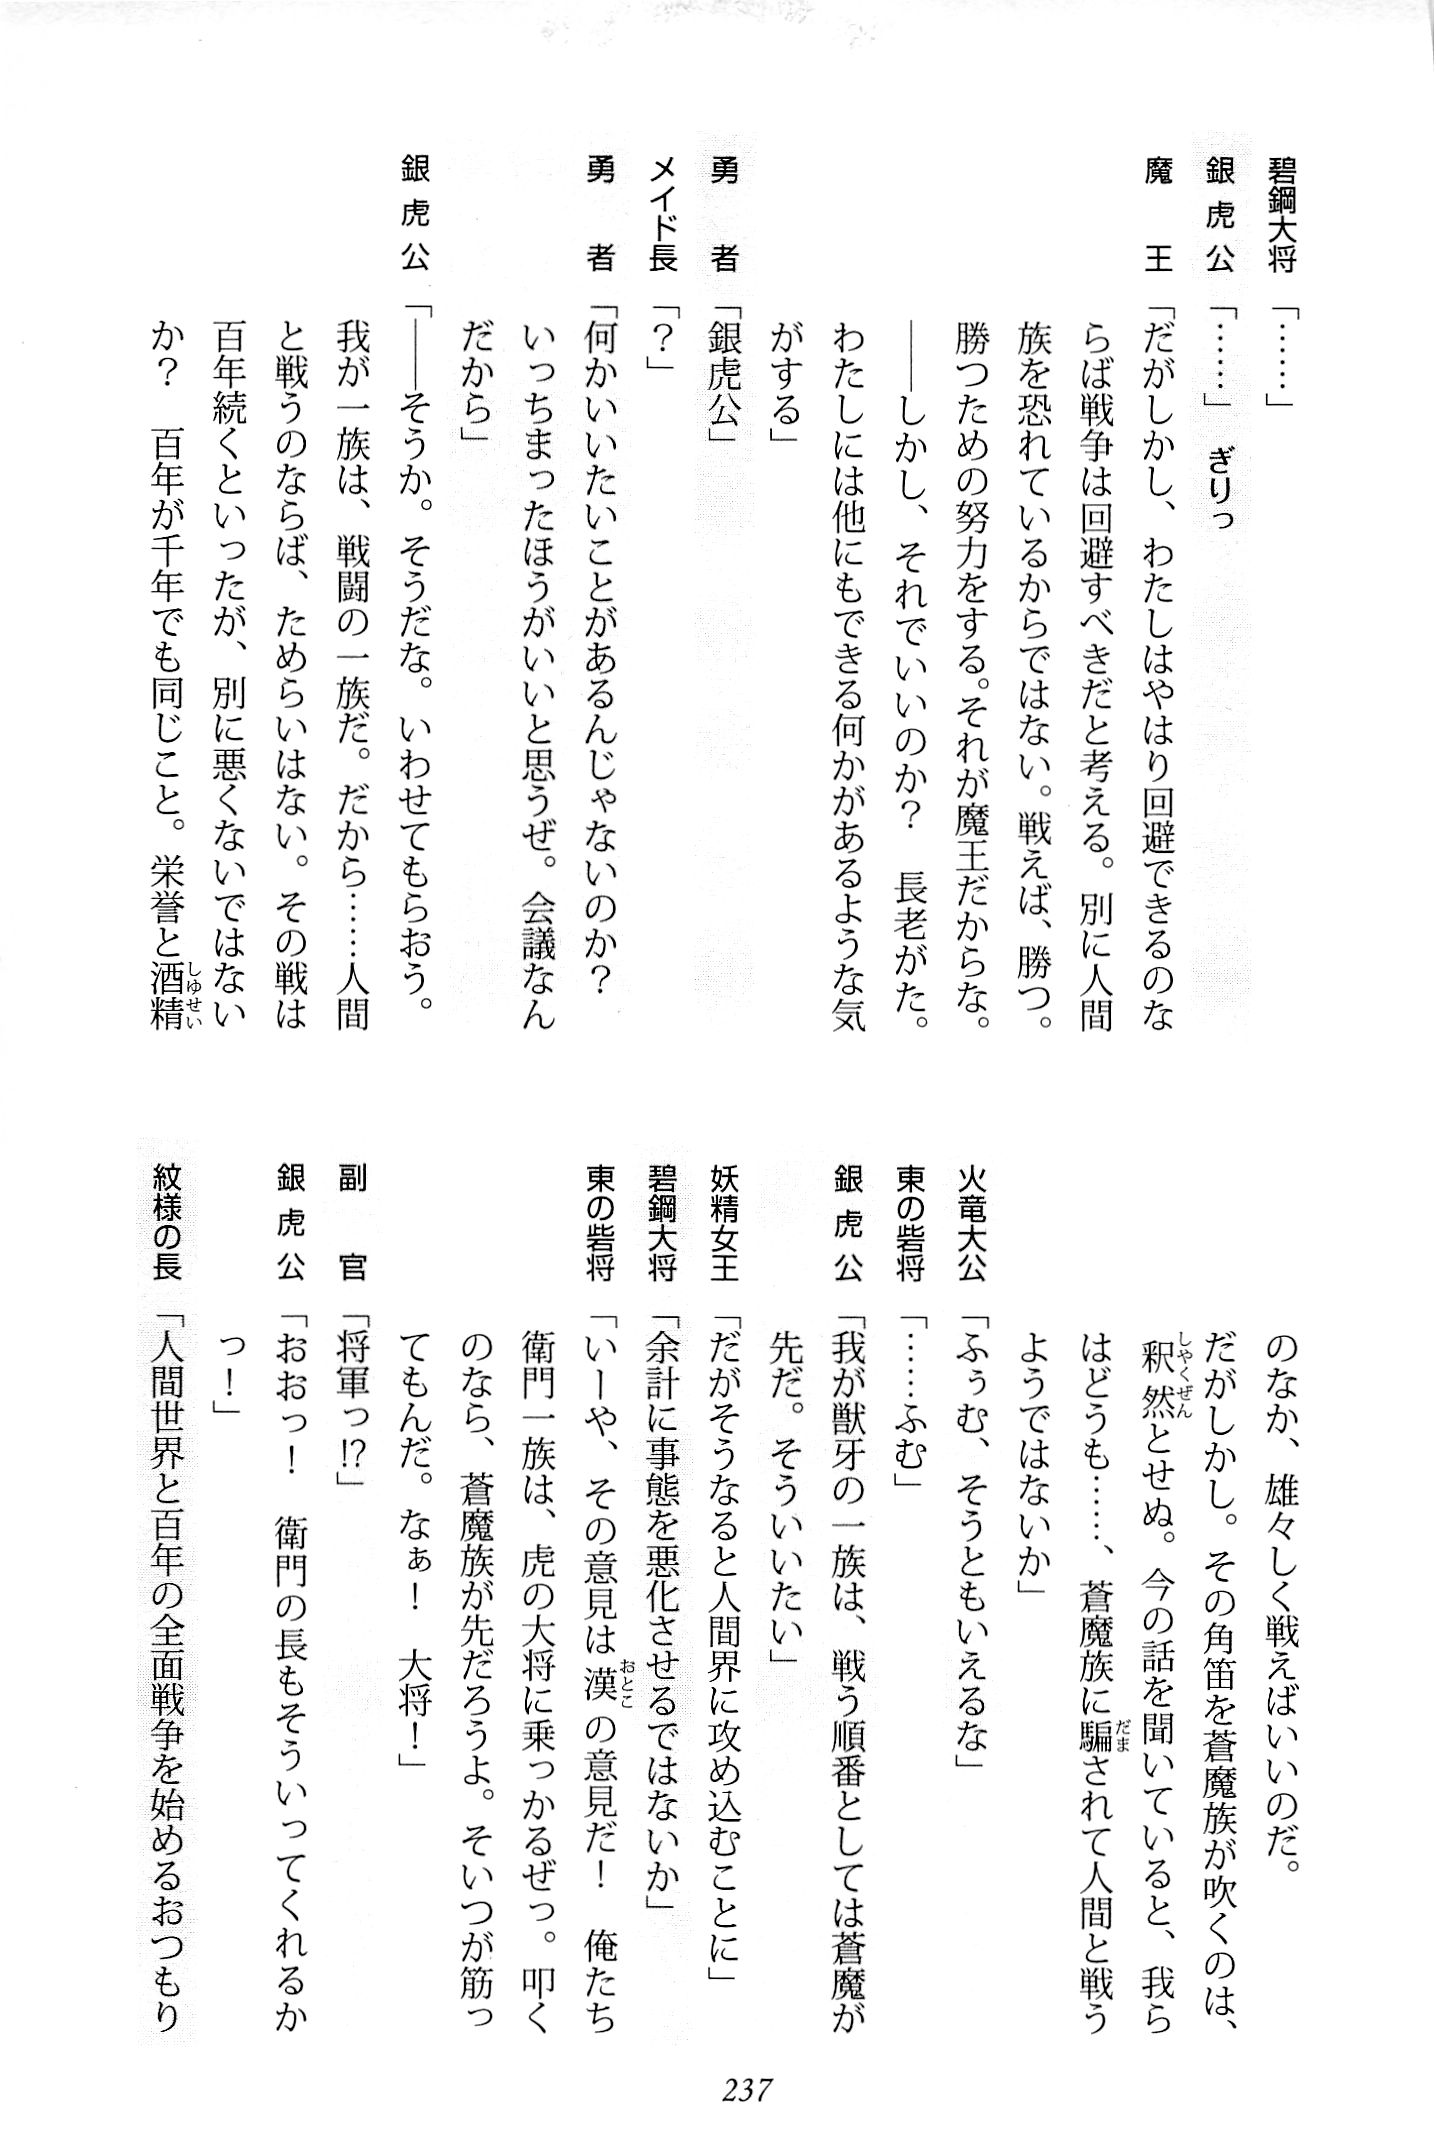 碧鋼大将「……」
銀虎公「……」ぎりっ
魔王「だがしかし、わたしはやはり回避できるのな
らば戦争は回避すべきだと考える。別に人間
族を恐れているからではない。戦えば、勝つ。
勝つための努力をする。それが魔王だからな。
――しかし、それでいいのか？　長老がた。
わたしには他にもできる何かがあるような気
がする」
勇者「銀虎公」
メイド長「？」
勇者「何かいいたいことがあるんじゃないのか？
いっちまったほうがいいと思うぜ。会議なん
だから」
銀虎公「――そうか。そうだな。いわせてもらおう。
我が一族は、戦闘の一族だ。だから……人間
と戦うのならば、ためらいはない。その戦は
百年続くといったが、別に悪くないではない
か？　百年が千年でも同じこと。栄誉と酒精
のなか、雄々しく戦えばいいのだ。
だがしかし。その角笛を蒼魔族が吹くのは、
釈然とせぬ。今の話を聞いていると、我ら
はどうも……、蒼魔族に騙されて人間と戦う
ようではないか」
火竜大公「ふぅむ、そうともいえるな」
東の砦将「……ふむ」
銀虎公「我が獣牙の一族は、戦う順番としては蒼魔が
先だ。そういいたい」
妖精女王「だがそうなると人間界に攻め込むことに」
碧鋼大将「余計に事態を悪化させるではないか」
東の砦将「いーや、その意見は漢の意見だ！　俺たち
衛門一族は、虎の大将に乗っかるぜっ。叩く
のなら、蒼魔族が先だろうよ。そいつが筋っ
てもんだ。なぁ！　大将！」
副官「将軍っ!?」
銀虎公「おおっ！　衛門の長もそういってくれるか
っ！」
紋様の長「人間世界と百年の全面戦争を始めるおつもり
237